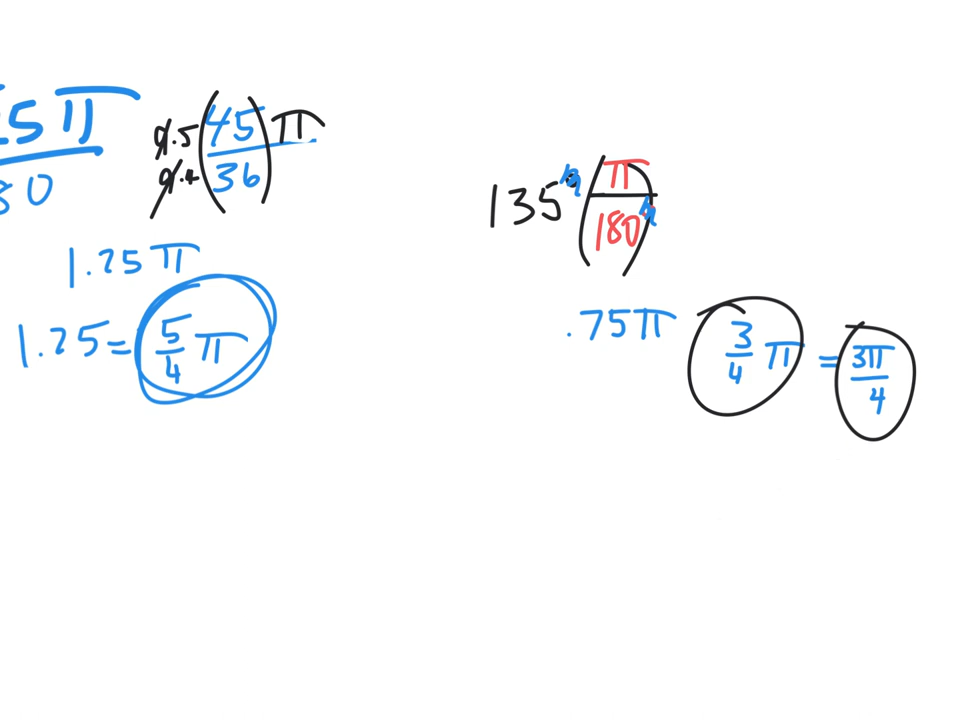 5π
80
9.5 (45/36) π
9.4
1.25π
1.25 = 5/4 π
135° (π/180°)
.75π 3/4 π = 3π/4